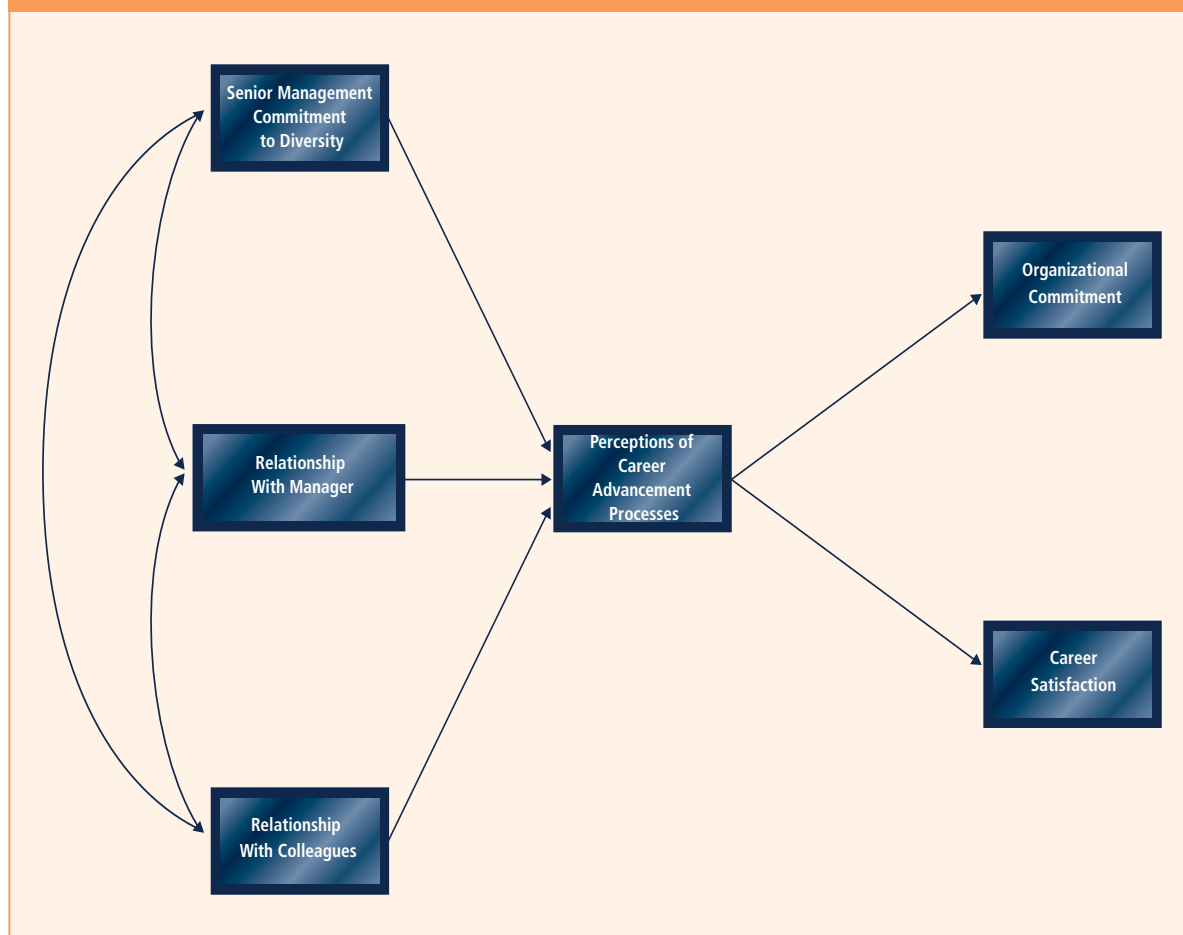 Senior Management
Commitment
to Diversity
Organizational
Commitment
Relationship
With Manager
Perceptions of
Career
Advancement
Processes
Career
Satisfaction
Relationship
With Colleagues